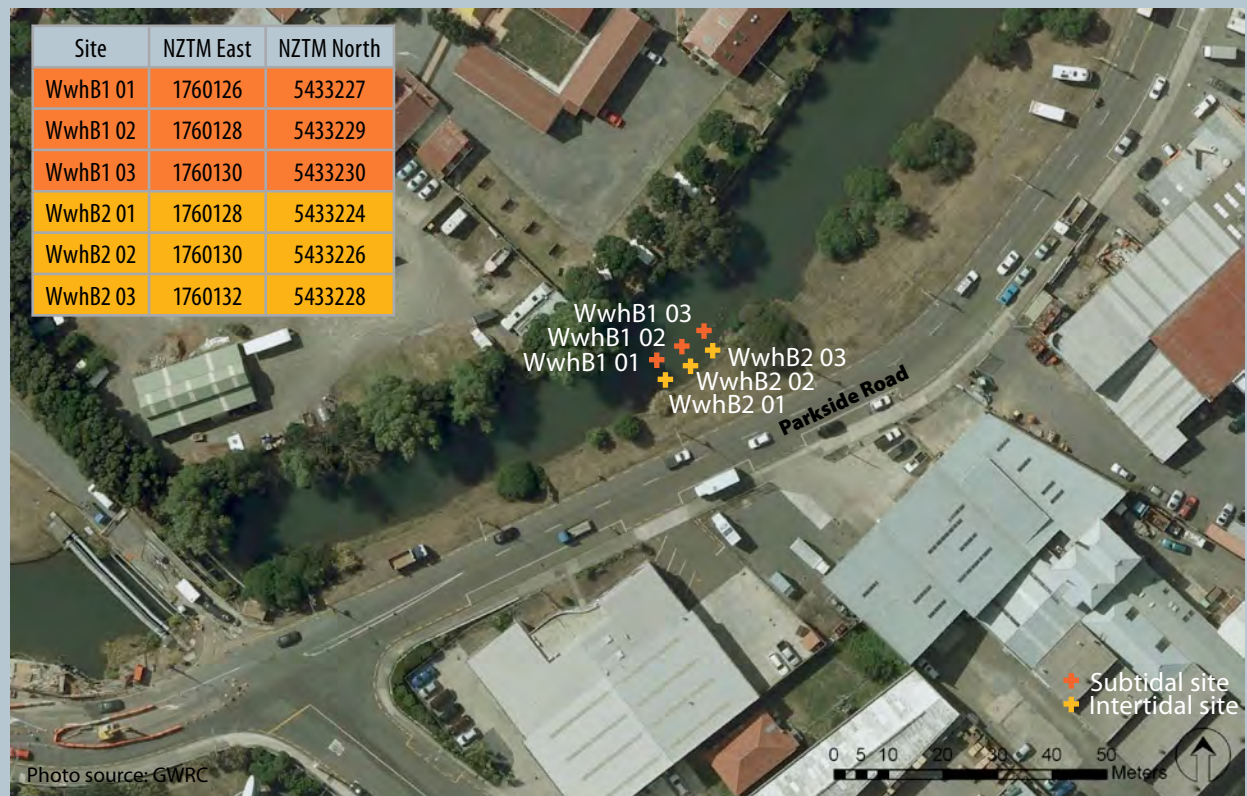 Site NZTM East NZTM North
WwhB1 01 1760126 5433227
WwhB1 02 1760128 5433229
WwhB1 03 1760130 5433230
WwhB2 01 1760128 5433224
WwhB2 02 1760130 5433226
WwhB2 03 1760132 5433228
WwhB1 03
WwhB1 02
WwhB1 01
WwhB2 03
WwhB2 02
WwhB2 01
Parkside Road
Subtidal site
Intertidal site
0 5 10 20 30 40 50
Meters
Photo source: GWRC